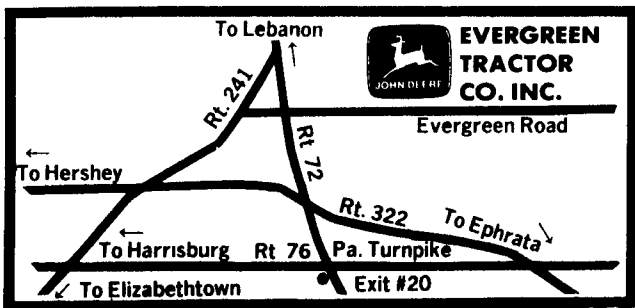 To Lebanon
EVERGREEN
TRACTOR
CO. INC.
JOHN DEERE
Rt. 241
Rt 72
Evergreen Road
To Hershey
Rt. 322
To Ephrata
To Harrisburg
Rt 76
Pa. Turnpike
To Elizabethtown
Exit #20